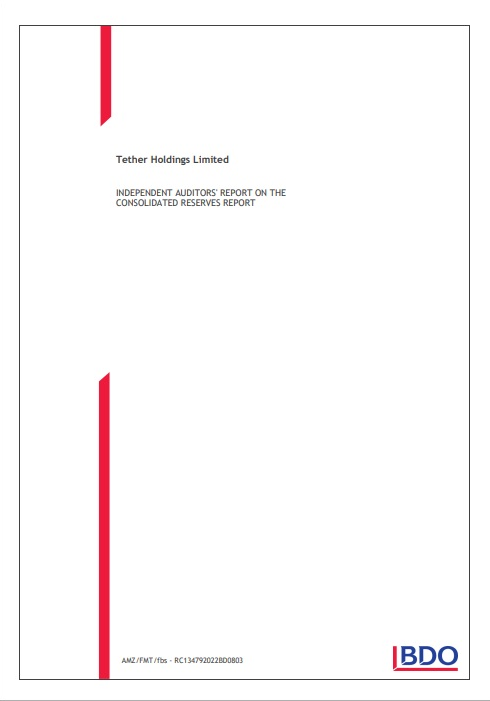 Tether Holdings Limited
INDEPENDENT AUDITORS' REPORT ON THE
CONSOLIDATED RESERVES REPORT
AMZ/FMT/fbs - RC134792022BD0803
BDO